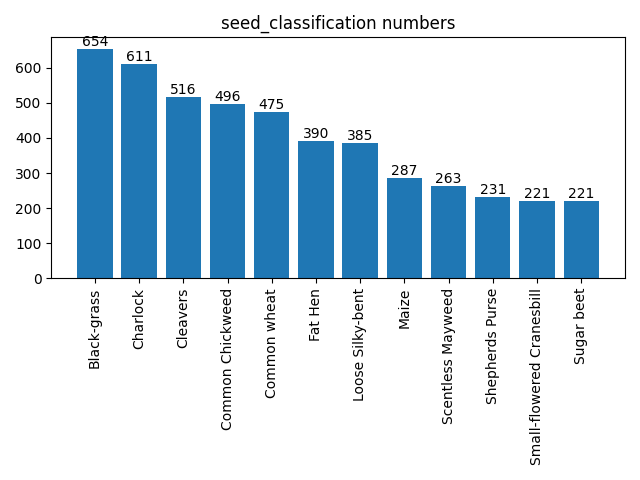 seed_classification numbers
654
611
516
496
475
390
385
287
263
231
221
221
600
500
400
300
200
100
0
Black-grass
Charlock
Cleavers
Common Chickweed
Common wheat
Fat Hen
Loose Silky-bent
Maize
Scentless Mayweed
Shepherds Purse
Small-flowered Cranesbill
Sugar beet